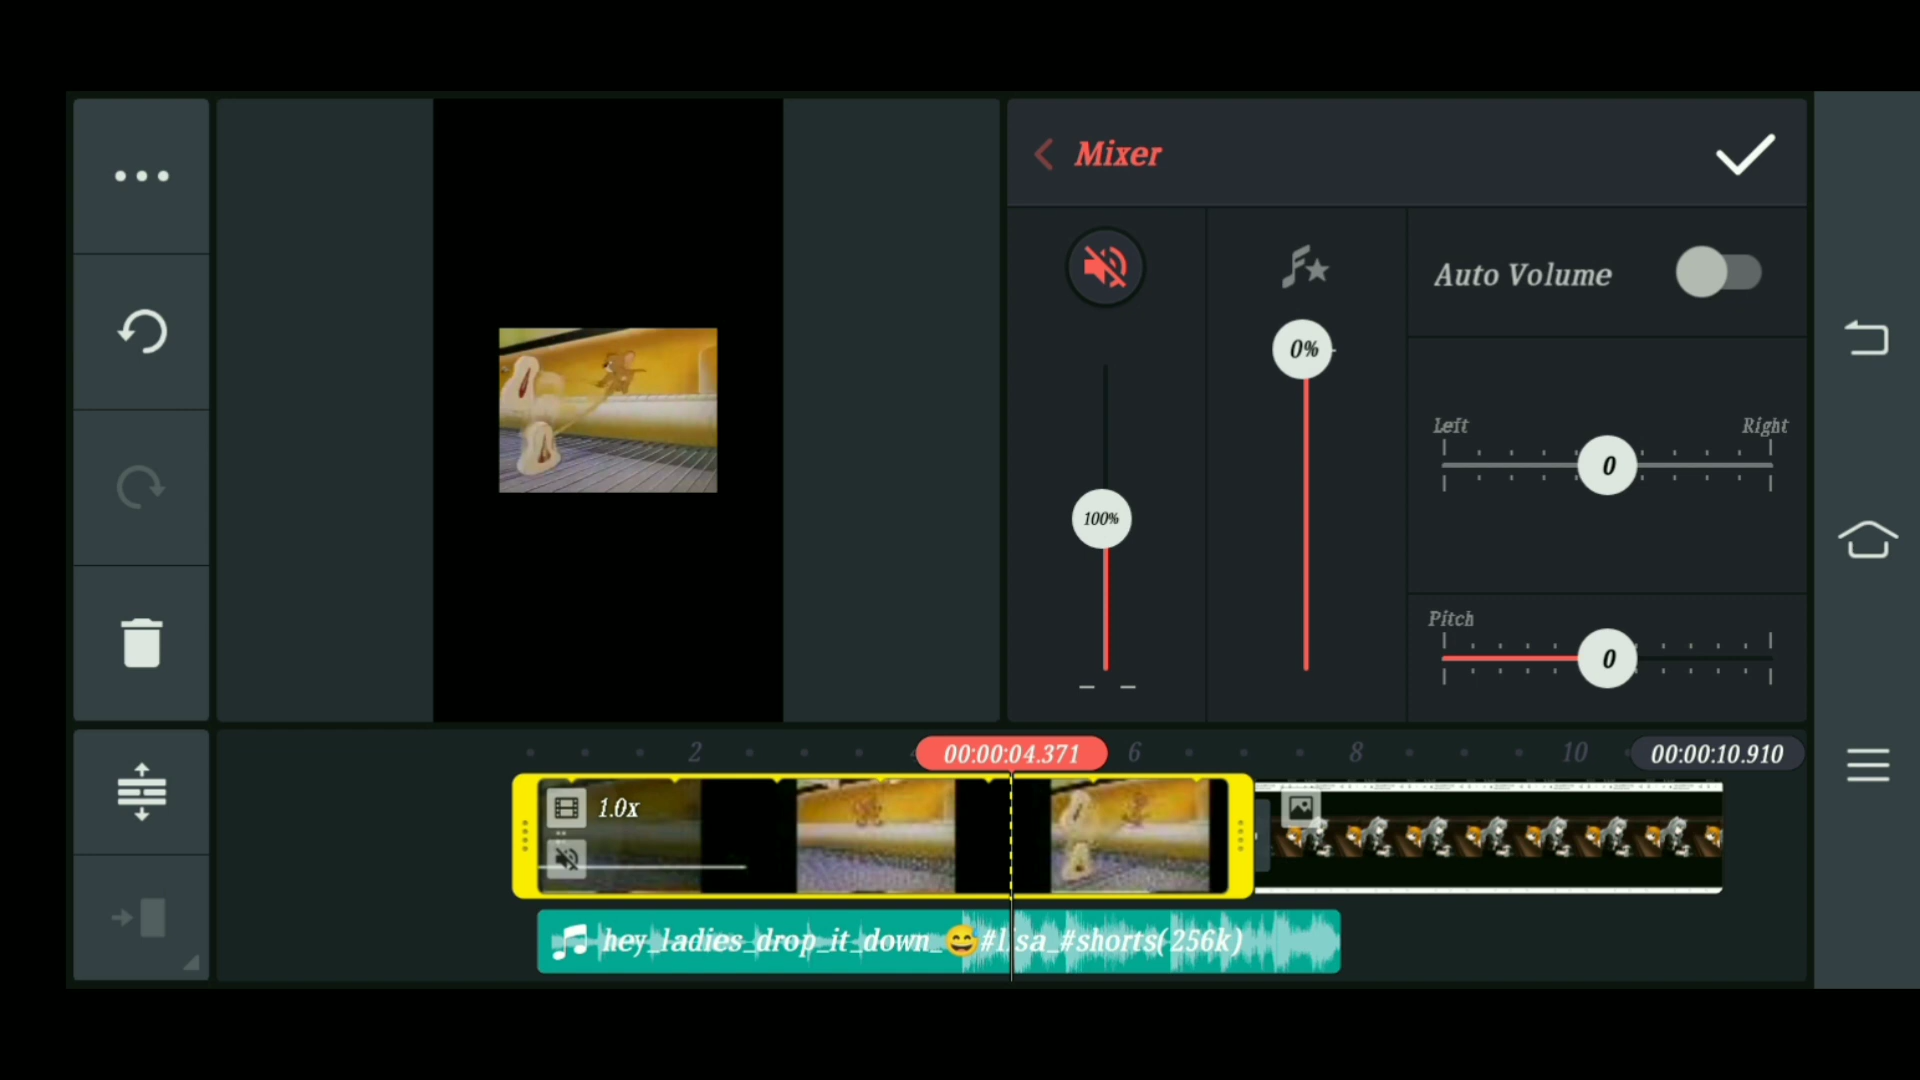 Mixer
0%
Auto Volume
Left
Right
0
100%
Pitch
0
2
00:00:04.371
6
8
10
00:00:10.910
1.0x
hey_ladies_drop_it_down_😅#lisa_#shorts(256k)